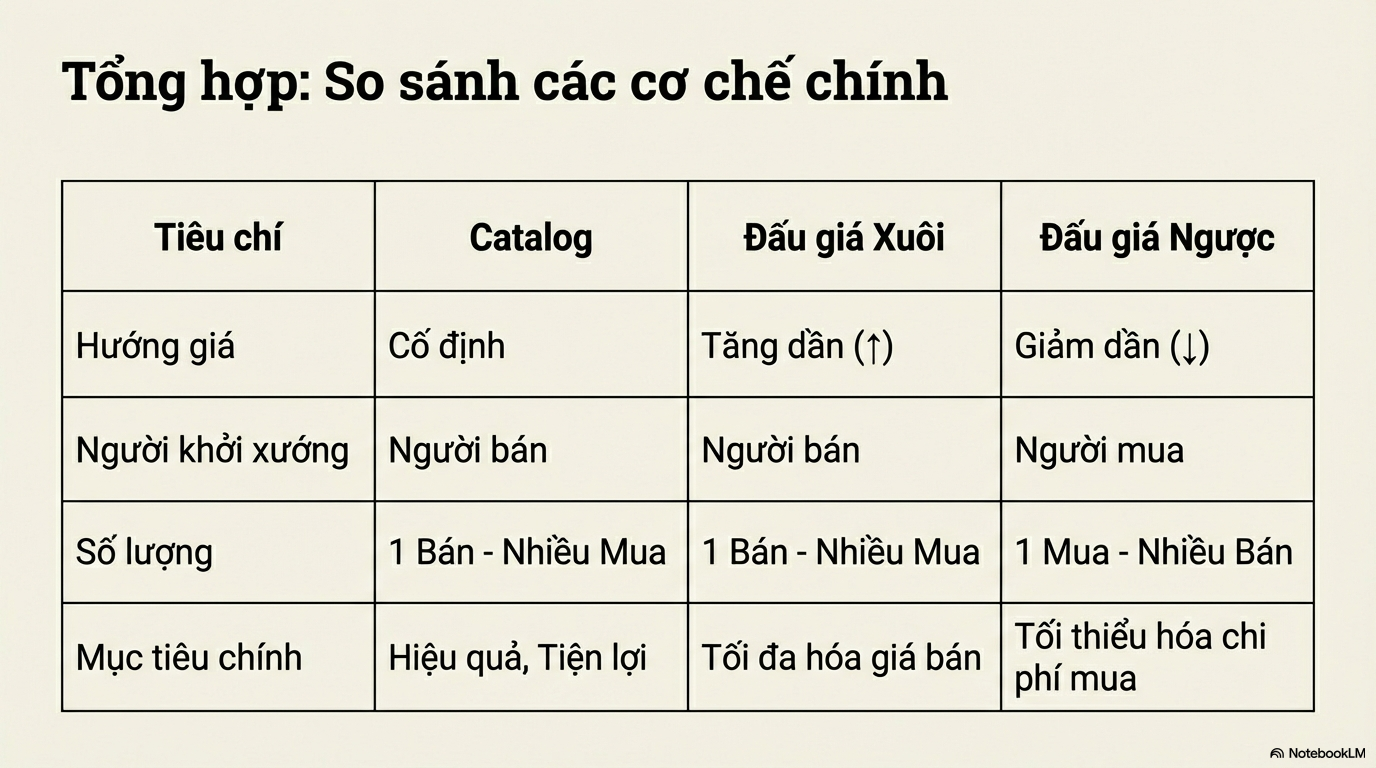 Tổng hợp: So sánh các cơ chế chính
Tiêu chí
Catalog
Đấu giá Xuôi
Đấu giá Ngược
Hướng giá
Cố định
Tăng dần (↑)
Giảm dần (↓)
Người khởi xướng
Người bán
Người bán
Người mua
Số lượng
1 Bán - Nhiều Mua
1 Bán - Nhiều Mua
1 Mua - Nhiều Bán
Mục tiêu chính
Hiệu quả, Tiện lợi
Tối đa hóa giá bán
Tối thiểu hóa chi
phí mua
NotebookLM